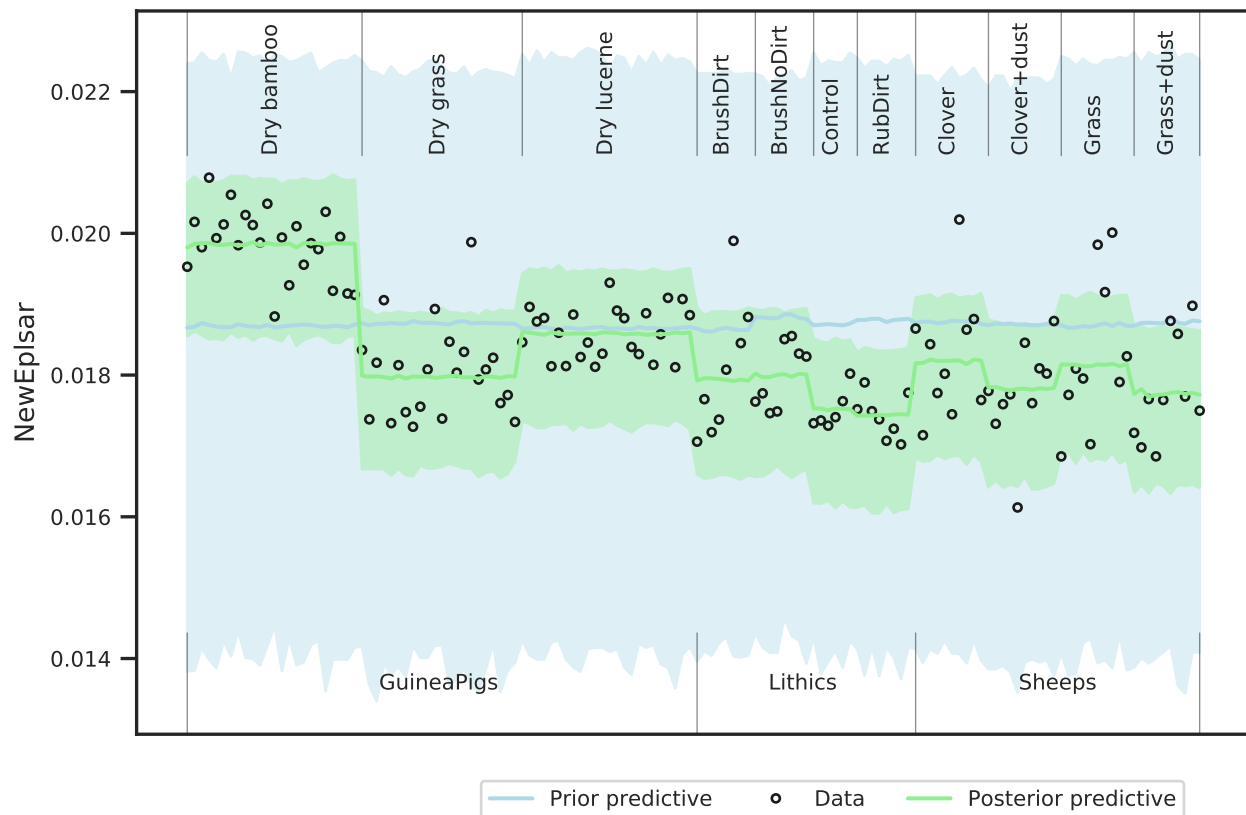 Dry bamboo
Dry grass
Dry lucerne
BrushDirt
BrushNoDirt
Control
RubDirt
Clover
Clover+dust
Grass
Grass+dust
0.022
0.020
0.018
0.016
0.014
NewEplsar
GuineaPigs
Lithics
Sheeps
Prior predictive
Data
Posterior predictive